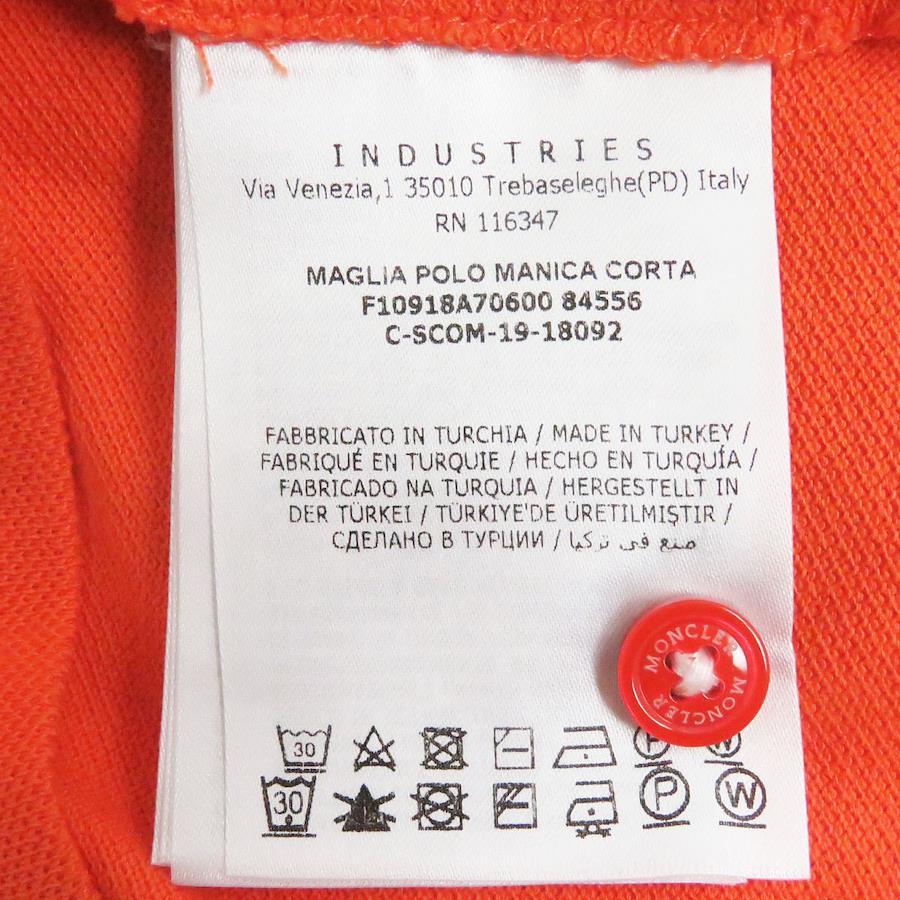 INDUSTRIES
Via Venezia,1 35010 Trebaseleghe(PD) Italy
RN 116347
MAGLIA POLO MANICA CORTA
F10918A70600 84556
C-SCOM-19-18092
FABBRICATO IN TURCHIA / MADE IN TURKEY /
FABRIQUÉ EN TURQUIE / HECHO EN TURQUÍA /
FABRICADO NA TURQUIA / HERGESTELLT IN
DER TÜRKEI / TÜRKIYE'DE ÜRETILMIŞTIR /
СДЕЛАНО В ТУРЦИИ / صنع في تركيا
MONCLER MONCLER
30 P W
30 P W